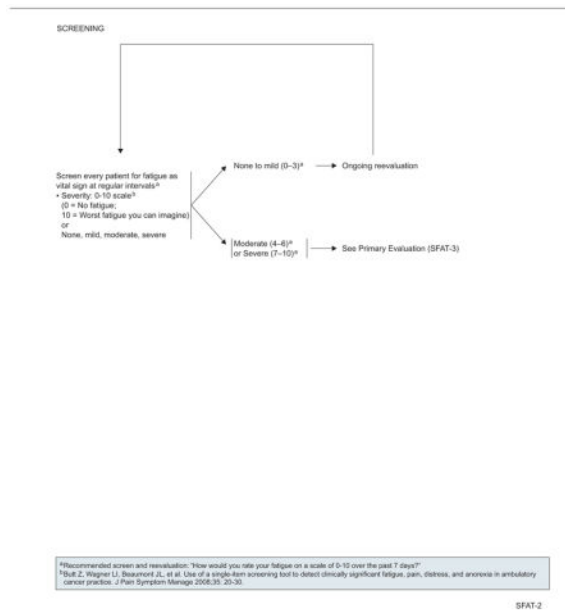 SCREENING
Screen every patient for fatigue as
vital sign at regular intervalsᵃ
• Severity: 0-10 scaleᵇ
(0 = No fatigue;
10 = Worst fatigue you can imagine)
or
None, mild, moderate, severe
None to mild (0–3)ᵃ
Ongoing reevaluation
Moderate (4–6)ᵃ
or Severe (7–10)ᵃ
See Primary Evaluation (SFAT-3)
ᵃRecommended screen and reevaluation: "How would you rate your fatigue on a scale of 0-10 over the past 7 days?"
ᵇButt Z, Wagner LI, Beaumont JL, et al. Use of a single-item screening tool to detect clinically significant fatigue, pain, distress, and anorexia in ambulatory
cancer practice. J Pain Symptom Manage 2008;35: 20-30.
SFAT-2